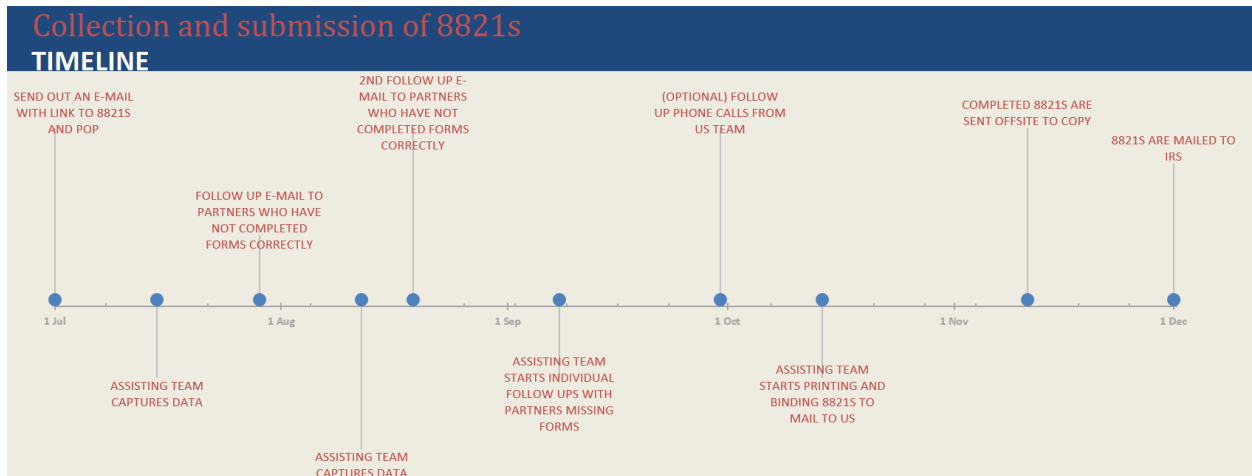 Collection and submission of 8821s
TIMELINE
SEND OUT AN E-MAIL
WITH LINK TO 8821S
AND POP
2ND FOLLOW UP E-
MAIL TO PARTNERS
WHO HAVE NOT
COMPLETED FORMS
CORRECTLY
(OPTIONAL) FOLLOW
UP PHONE CALLS FROM
US TEAM
COMPLETED 8821S ARE
SENT OFFSITE TO COPY
8821S ARE MAILED TO
IRS
FOLLOW UP E-MAIL TO
PARTNERS WHO HAVE
NOT COMPLETED
FORMS CORRECTLY
1 Jul
1 Aug
1 Sep
1 Oct
1 Nov
1 Dec
ASSISTING TEAM
CAPTURES DATA
ASSISTING TEAM
CAPTURES DATA
ASSISTING TEAM
STARTS INDIVIDUAL
FOLLOW UPS WITH
PARTNERS MISSING
FORMS
ASSISTING TEAM
STARTS PRINTING AND
BINDING 8821S TO
MAIL TO US